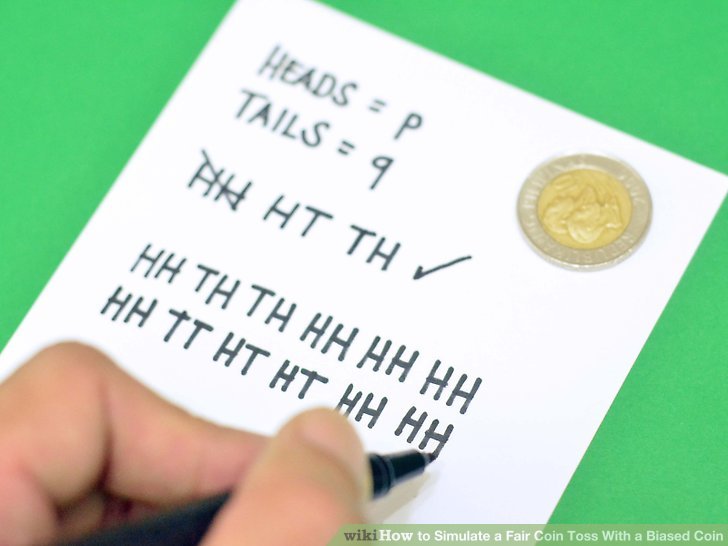 HEADS = P
TAILS = q
HH HT TH ✓
HH TH TH HH HH HH
HH TT HT HT HH HH
wikiHow to Simulate a Fair Coin Toss With a Biased Coin